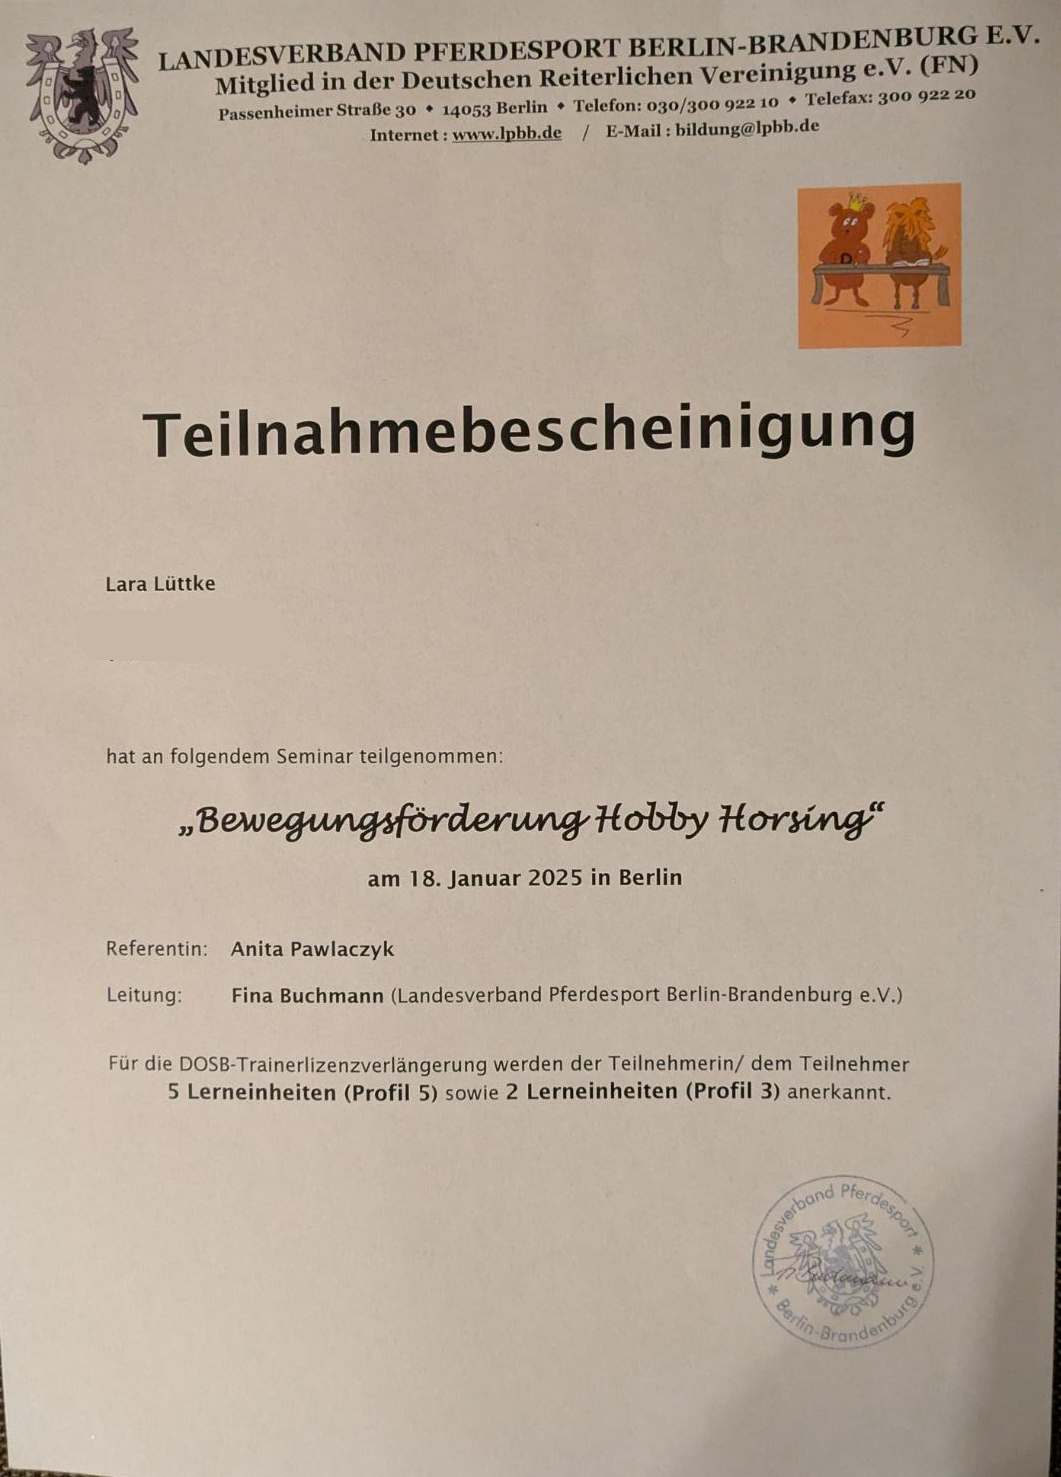 LANDESVERBAND PFERDESPORT BERLIN-BRANDENBURG E.V.
Mitglied in der Deutschen Reiterlichen Vereinigung e.V. (FN)
Passenheimer Straße 30 ◆ 14053 Berlin ◆ Telefon: 030/300 922 10 ◆ Telefax: 300 922 20
Internet : www.lpbb.de / E-Mail : bildung@lpbb.de
D
Teilnahmebescheinigung
Lara Lüttke
hat an folgendem Seminar teilgenommen:
„Bewegungsförderung Hobby Horsing“
am 18. Januar 2025 in Berlin
Referentin: Anita Pawlaczyk
Leitung: Fina Buchmann (Landesverband Pferdesport Berlin-Brandenburg e.V.)
Für die DOSB-Trainerlizenzverlängerung werden der Teilnehmerin/ dem Teilnehmer
5 Lerneinheiten (Profil 5) sowie 2 Lerneinheiten (Profil 3) anerkannt.
* Landesverband Pferdesport *
Berlin-Brandenburg e.V.